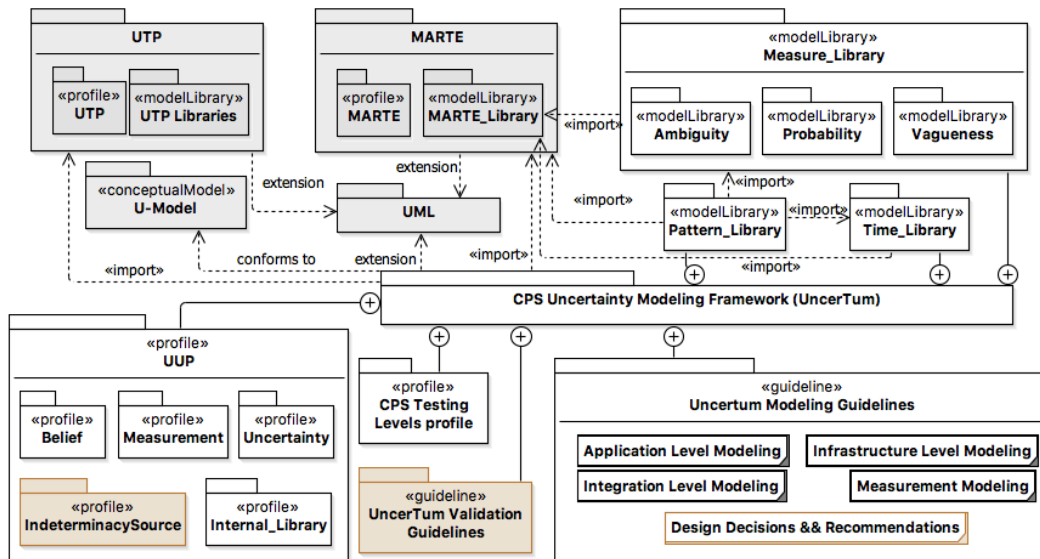 UTP
«profile»
UTP
«modelLibrary»
UTP Libraries
MARTE
«profile»
MARTE
«modelLibrary»
MARTE_Library
«modelLibrary»
Measure_Library
«modelLibrary»
Ambiguity
«modelLibrary»
Probability
«modelLibrary»
Vagueness
«import»
«conceptualModel»
U-Model
extension
extension
UML
«import»
«modelLibrary»
Pattern_Library
«import»
«modelLibrary»
Time_Library
«import»
conforms to
extension
«import»
«import»
CPS Uncertainty Modeling Framework (UncerTum)
«profile»
UUP
«profile»
Belief
«profile»
Measurement
«profile»
Uncertainty
«profile»
IndeterminacySource
«profile»
Internal_Library
«profile»
CPS Testing
Levels profile
«guideline»
UncerTum Validation
Guidelines
«guideline»
Uncertum Modeling Guidelines
Application Level Modeling
Infrastructure Level Modeling
Integration Level Modeling
Measurement Modeling
Design Decisions && Recommendations